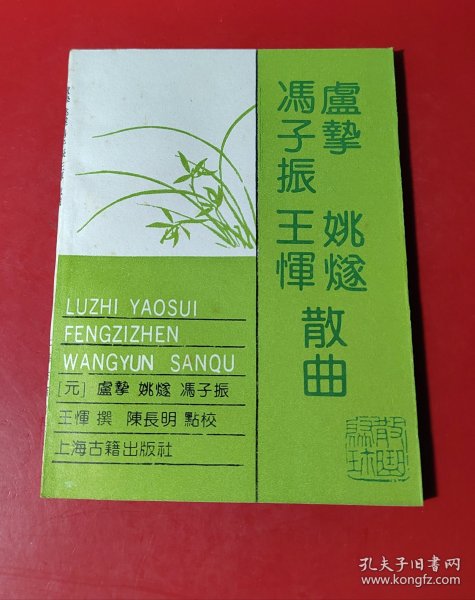 盧摯 姚燧
馮子振 王惲
散曲
LUZHI YAOSUI
FENGZIZHEN
WANGYUN SANQU
[元] 盧摯 姚燧 馮子振
王惲 撰 陳長明 點校
上海古籍出版社
孔夫子旧书网
www.kongfz.com